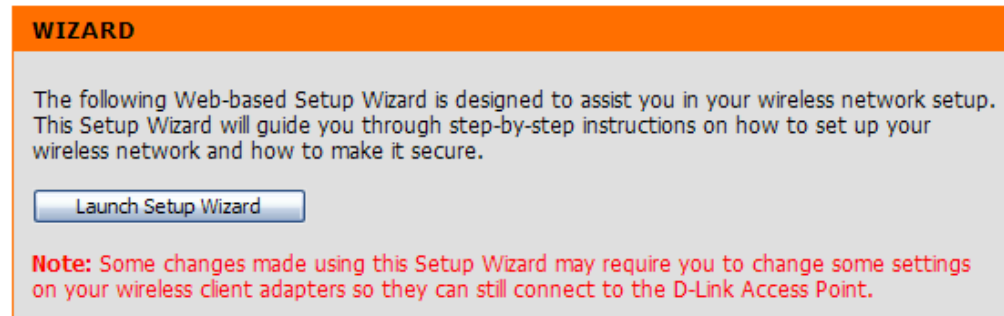 WIZARD
The following Web-based Setup Wizard is designed to assist you in your wireless network setup.
This Setup Wizard will guide you through step-by-step instructions on how to set up your
wireless network and how to make it secure.
Launch Setup Wizard
Note: Some changes made using this Setup Wizard may require you to change some settings
on your wireless client adapters so they can still connect to the D-Link Access Point.